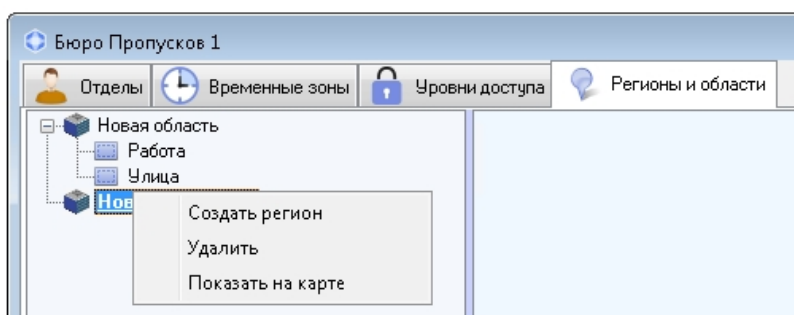 Бюро Пропусков 1
Отделы Временные зоны Уровни доступа Регионы и области
Новая область
Работа
Улица
Создать регион
Удалить
Показать на карте